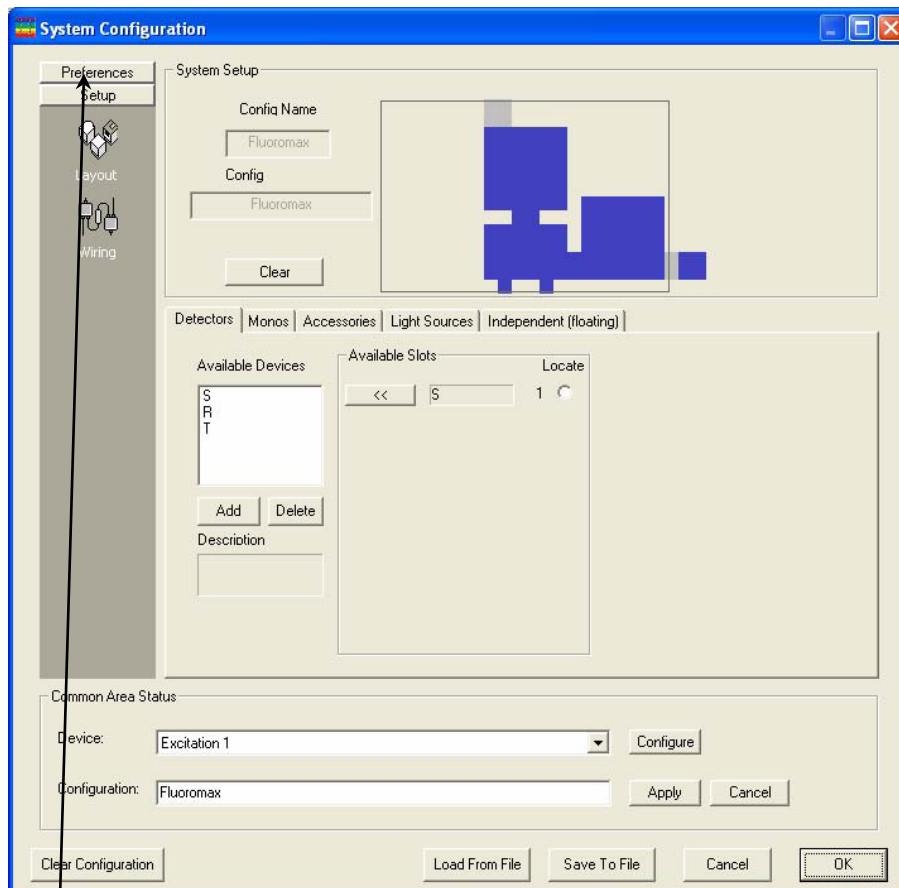 System Configuration
Preferences
Setup
Layout
Wiring
System Setup
Config Name
Fluoromax
Config
Fluoromax
Clear
Detectors
Monos
Accessories
Light Sources
Independent (floating)
Available Devices
S
R
T
Add
Delete
Description
Available Slots
Locate
<<
S
1
Common Area Status
Device:
Excitation 1
Configure
Configuration:
Fluoromax
Apply
Cancel
Clear Configuration
Load From File
Save To File
Cancel
OK